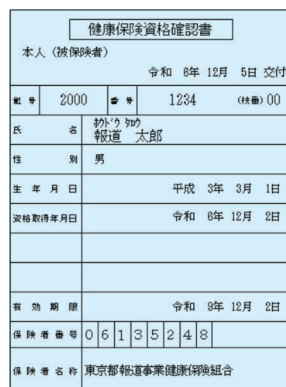 健康保険資格確認書
本人（被保険者）
令和 6年 12月 5日 交付
記号 2000 番号 1234 (枝番) 00
ﾎｳﾄﾞｳ ﾀﾛｳ
氏名 報道 太郎
性別 男
生年月日 平成 3年 3月 1日
資格取得年月日 令和 6年 12月 2日
有効期限 令和 9年 12月 2日
保険者番号 06135248
保険者名称 東京都報道事業健康保険組合